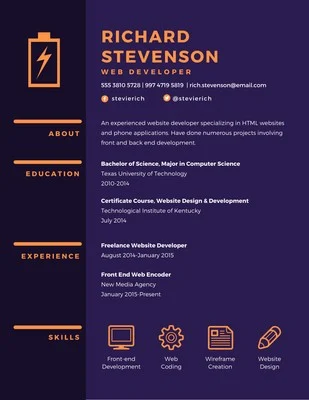 RICHARD
STEVENSON
WEB DEVELOPER
555 3810 5728 | 997 4719 5819 | rich.stevenson@email.com
stevierich
@stevierich
ABOUT
An experienced website developer specializing in HTML websites
and phone applications. Have done numerous projects involving
front and back end development.
EDUCATION
Bachelor of Science, Major in Computer Science
Texas University of Technology
2010-2014
Certificate Course, Website Design & Development
Technological Institute of Kentucky
July 2014
EXPERIENCE
Freelance Website Developer
August 2014-January 2015
Front End Web Encoder
New Media Agency
January 2015-Present
SKILLS
Front-end
Development
Web
Coding
Wireframe
Creation
Website
Design